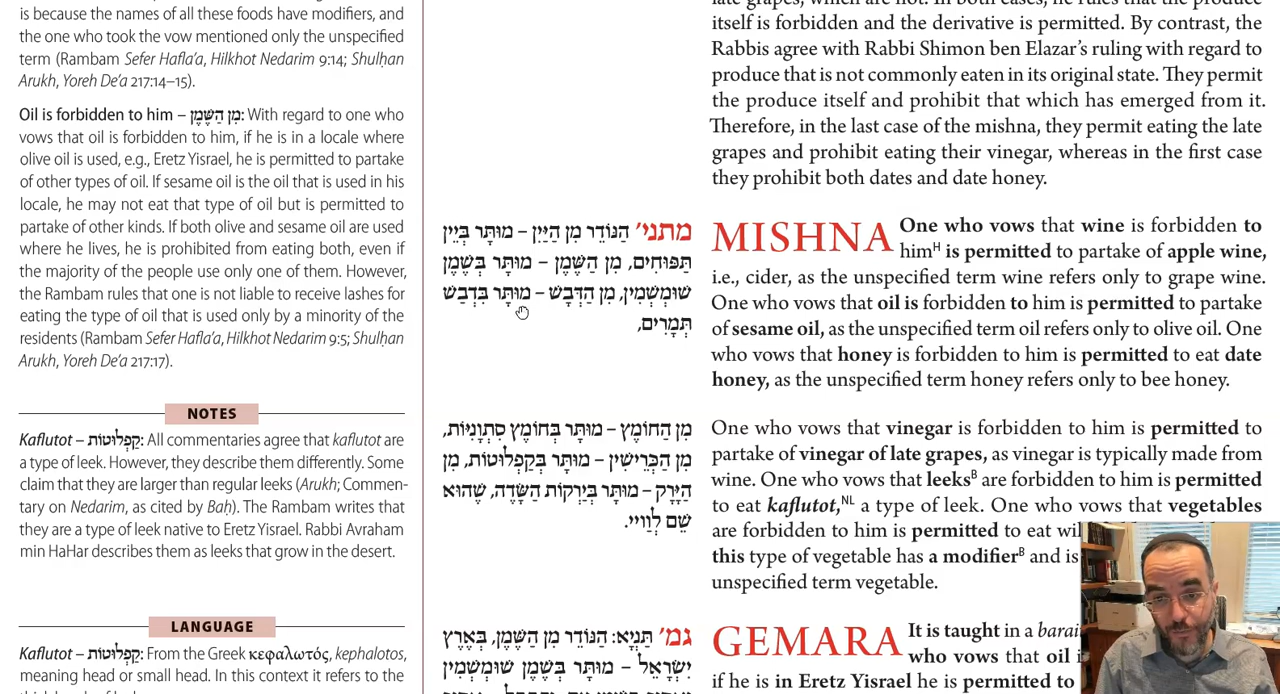 is because the names of all these foods have modifiers, and
the one who took the vow mentioned only the unspecified
term (Rambam Sefer Hafla'a, Hilkhot Nedarim 9:14; Shulḥan
Arukh, Yoreh De'a 217:14–15).
Oil is forbidden to him – מִן הַשֶּׁמֶן: With regard to one who
vows that oil is forbidden to him, if he is in a locale where
olive oil is used, e.g., Eretz Yisrael, he is permitted to partake
of other types of oil. If sesame oil is the oil that is used in his
locale, he may not eat that type of oil but is permitted to
partake of other kinds. If both olive and sesame oil are used
where he lives, he is prohibited from eating both, even if
the majority of the people use only one of them. However,
the Rambam rules that one is not liable to receive lashes for
eating the type of oil that is used only by a minority of the
residents (Rambam Sefer Hafla'a, Hilkhot Nedarim 9:5; Shulḥan
Arukh, Yoreh De'a 217:17).
NOTES
Kaflutot – קַפְלוּטוֹת: All commentaries agree that kaflutot are
a type of leek. However, they describe them differently. Some
claim that they are larger than regular leeks (Arukh; Commen-
tary on Nedarim, as cited by Baḥ). The Rambam writes that
they are a type of leek native to Eretz Yisrael. Rabbi Avraham
min HaHar describes them as leeks that grow in the desert.
LANGUAGE
Kaflutot – קַפְלוּטוֹת: From the Greek κεφαλωτός, kephalotos,
meaning head or small head. In this context it refers to the
מתני׳ הַנּוֹדֵר מִן הַיַּיִן – מוּתָּר בְּיֵין
תַּפּוּחִים, מִן הַשֶּׁמֶן – מוּתָּר בְּשֶׁמֶן
שׁוּמְשְׁמִין, מִן הַדְּבַשׁ – מוּתָּר בִּדְבַשׁ
תְּמָרִים,
מִן הַחוֹמֶץ – מוּתָּר בְּחוֹמֶץ סִתְוָנִיּוֹת,
מִן הַכְּרֵישִׁין – מוּתָּר בְּקַפְלוּטוֹת, מִן
הַיָּרָק – מוּתָּר בְּיַרְקוֹת הַשָּׂדֶה, שֶׁהוּא
שֵׁם לְוַויי.
גמ׳ תַּנְיָא: הַנּוֹדֵר מִן הַשֶּׁמֶן, בְּאֶרֶץ
יִשְׂרָאֵל – מוּתָּר בְּשֶׁמֶן שׁוּמְשְׁמִין
late grapes, which are not. In both cases, he rules that the produce
itself is forbidden and the derivative is permitted. By contrast, the
Rabbis agree with Rabbi Shimon ben Elazar's ruling with regard to
produce that is not commonly eaten in its original state. They permit
the produce itself and prohibit that which has emerged from it.
Therefore, in the last case of the mishna, they permit eating the late
grapes and prohibit eating their vinegar, whereas in the first case
they prohibit both dates and date honey.
MISHNA One who vows that wine is forbidden to
himᴴ is permitted to partake of apple wine,
i.e., cider, as the unspecified term wine refers only to grape wine.
One who vows that oil is forbidden to him is permitted to partake
of sesame oil, as the unspecified term oil refers only to olive oil. One
who vows that honey is forbidden to him is permitted to eat date
honey, as the unspecified term honey refers only to bee honey.
One who vows that vinegar is forbidden to him is permitted to
partake of vinegar of late grapes, as vinegar is typically made from
wine. One who vows that leeksᴮ are forbidden to him is permitted
to eat kaflutot,ᴺᴸ a type of leek. One who vows that vegetables
are forbidden to him is permitted to eat
this type of vegetable has a modifierᴮ and is
unspecified term vegetable.
GEMARA It is taught in a
who vows that oil
if he is in Eretz Yisrael he is permitted to